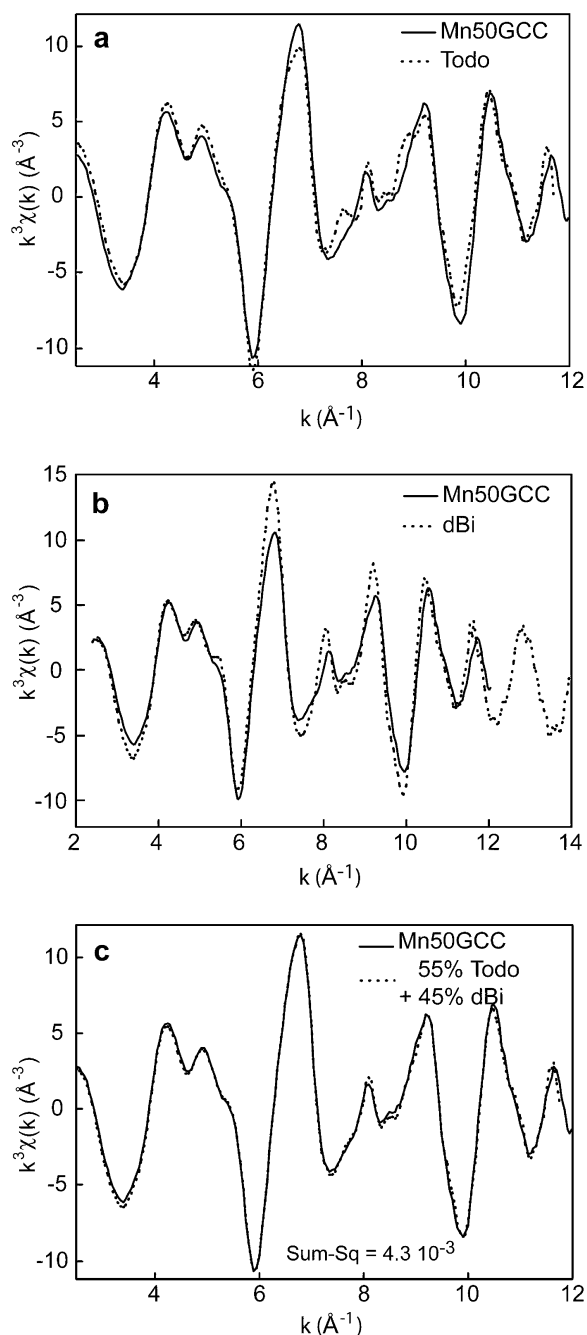 a
Mn50GCC
Todo
10
5
0
-5
-10
k³χ(k) (Å⁻³)
4 6 8 10 12
k (Å⁻¹)
b
Mn50GCC
dBi
15
10
5
0
-5
-10
k³χ(k) (Å⁻³)
2 4 6 8 10 12 14
k (Å⁻¹)
c
Mn50GCC
55% Todo
+ 45% dBi
10
5
0
-5
-10
k³χ(k) (Å⁻³)
Sum-Sq = 4.3 10⁻³
4 6 8 10 12
k (Å⁻¹)